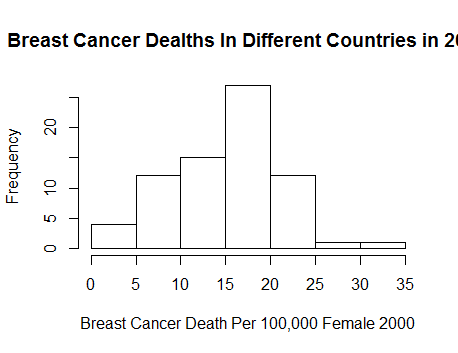 Breast Cancer Dealths In Different Countries in 20
Frequency
20
10
5
0
0 5 10 15 20 25 30 35
Breast Cancer Death Per 100,000 Female 2000